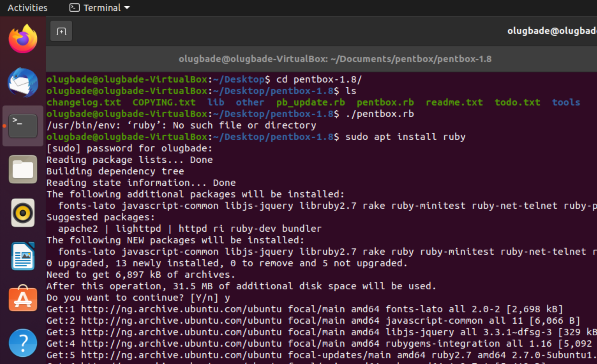 Activities
Terminal
olugbade@olugbade
olugbade@olugbade-VirtualBox: ~/Documents/pentbox/pentbox-1.8
olugbade@olugbade-VirtualBox:~/Desktop$ cd pentbox-1.8/
olugbade@olugbade-VirtualBox:~/Desktop/pentbox-1.8$ ls
changelog.txt COPYING.txt lib other pb_update.rb pentbox.rb readme.txt todo.txt tools
olugbade@olugbade-VirtualBox:~/Desktop/pentbox-1.8$ ./pentbox.rb
/usr/bin/env: ‘ruby’: No such file or directory
olugbade@olugbade-VirtualBox:~/Desktop/pentbox-1.8$ sudo apt install ruby
[sudo] password for olugbade:
Reading package lists... Done
Building dependency tree
Reading state information... Done
The following additional packages will be installed:
fonts-lato javascript-common libjs-jquery libruby2.7 rake ruby-minitest ruby-net-telnet ruby-p
Suggested packages:
apache2 | lighttpd | httpd ri ruby-dev bundler
The following NEW packages will be installed:
fonts-lato javascript-common libjs-jquery libruby2.7 rake ruby ruby-minitest ruby-net-telnet r
0 upgraded, 13 newly installed, 0 to remove and 5 not upgraded.
Need to get 6,897 kB of archives.
After this operation, 31.5 MB of additional disk space will be used.
Do you want to continue? [Y/n] y
Get:1 http://ng.archive.ubuntu.com/ubuntu focal/main amd64 fonts-lato all 2.0-2 [2,698 kB]
Get:2 http://ng.archive.ubuntu.com/ubuntu focal/main amd64 javascript-common all 11 [6,066 B]
Get:3 http://ng.archive.ubuntu.com/ubuntu focal/main amd64 libjs-jquery all 3.3.1~dfsg-3 [329 kB
Get:4 http://ng.archive.ubuntu.com/ubuntu focal/main amd64 rubygems-integration all 1.16 [5,092
Get:5 http://ng.archive.ubuntu.com/ubuntu focal-updates/main amd64 ruby2.7 amd64 2.7.0-5ubuntu1.